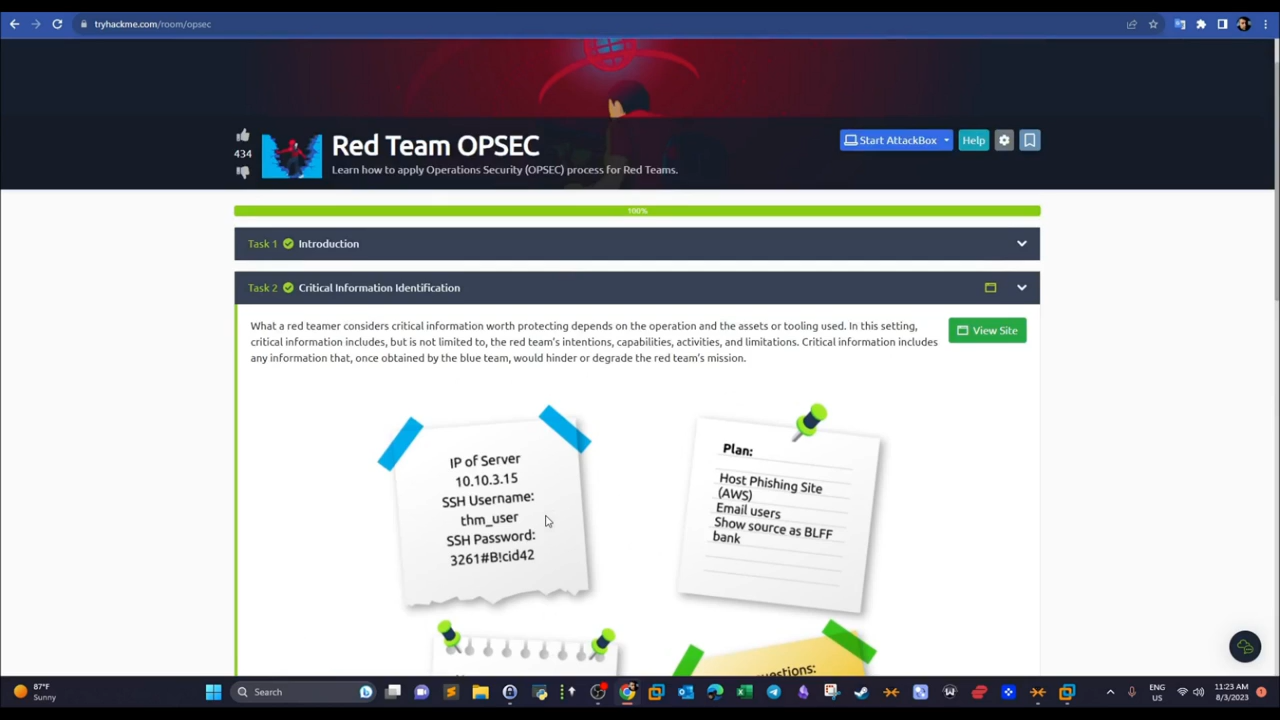 tryhackme.com/room/opsec
434
Red Team OPSEC
Learn how to apply Operations Security (OPSEC) process for Red Teams.
Start AttackBox
Help
100%
Task 1 Introduction
Task 2 Critical Information Identification
What a red teamer considers critical information worth protecting depends on the operation and the assets or tooling used. In this setting,
critical information includes, but is not limited to, the red team's intentions, capabilities, activities, and limitations. Critical information includes
any information that, once obtained by the blue team, would hinder or degrade the red team's mission.
View Site
IP of Server
10.10.3.15
SSH Username:
thm_user
SSH Password:
3261#B!cid42
Plan:
Host Phishing Site
(AWS)
Email users
Show source as BLFF
bank
87°F
Sunny
Search
ENG
US
11:23 AM
8/3/2023